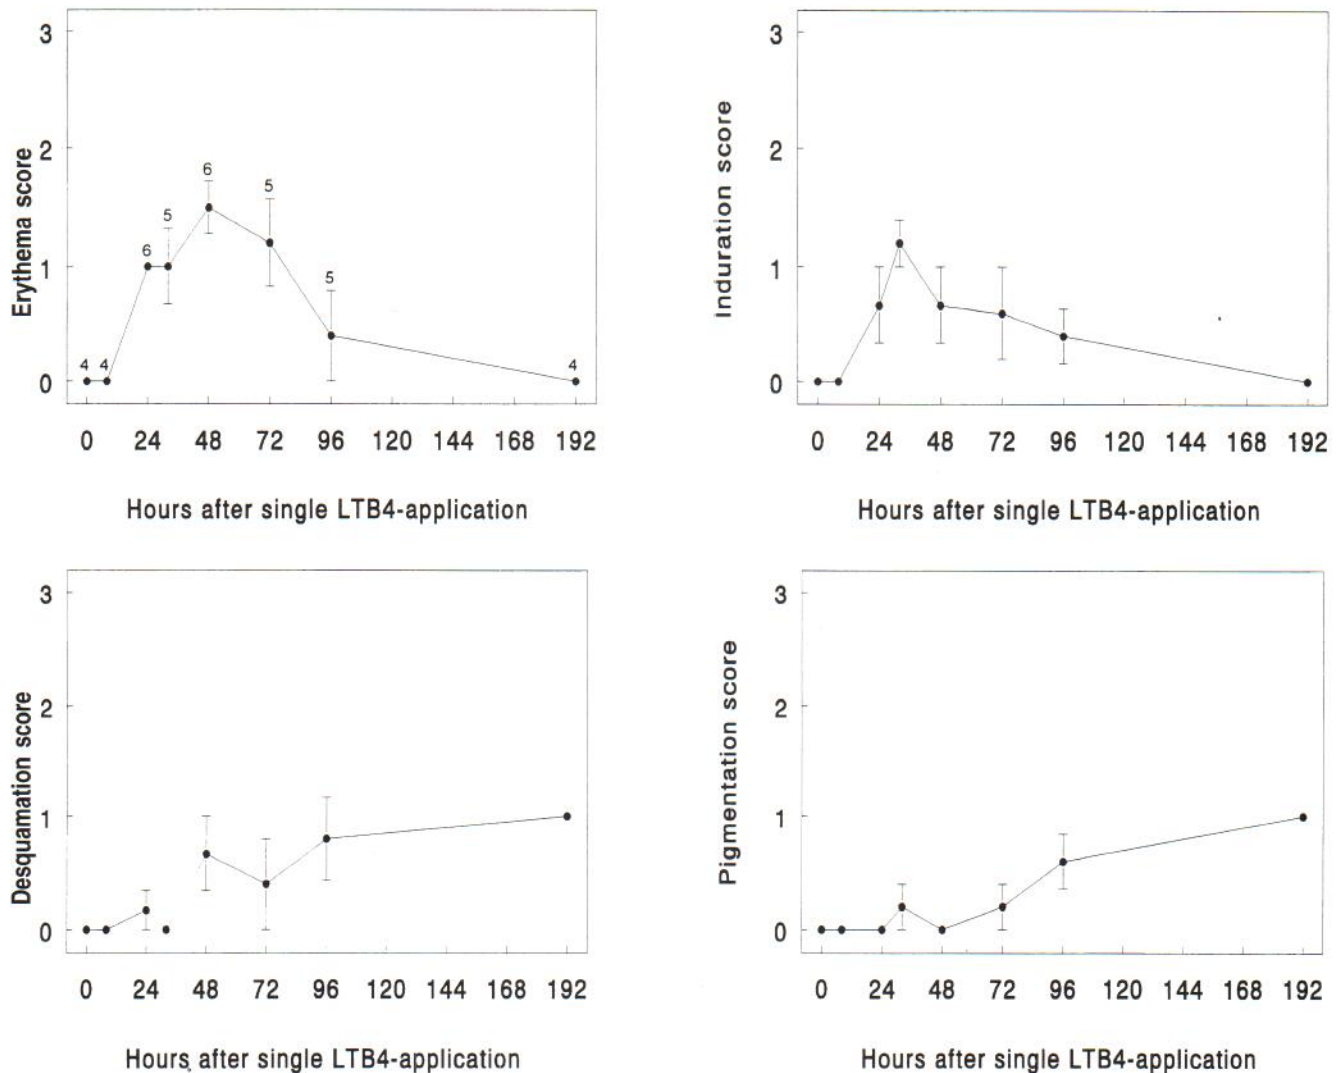 3
2
1
0
Erythema score
4 4 6 5 6 5 5 4
0 24 48 72 96 120 144 168 192
Hours after single LTB4-application
3
2
1
0
Induration score
0 24 48 72 96 120 144 168 192
Hours after single LTB4-application
3
2
1
0
Desquamation score
0 24 48 72 96 120 144 168 192
Hours after single LTB4-application
3
2
1
0
Pigmentation score
0 24 48 72 96 120 144 168 192
Hours after single LTB4-application